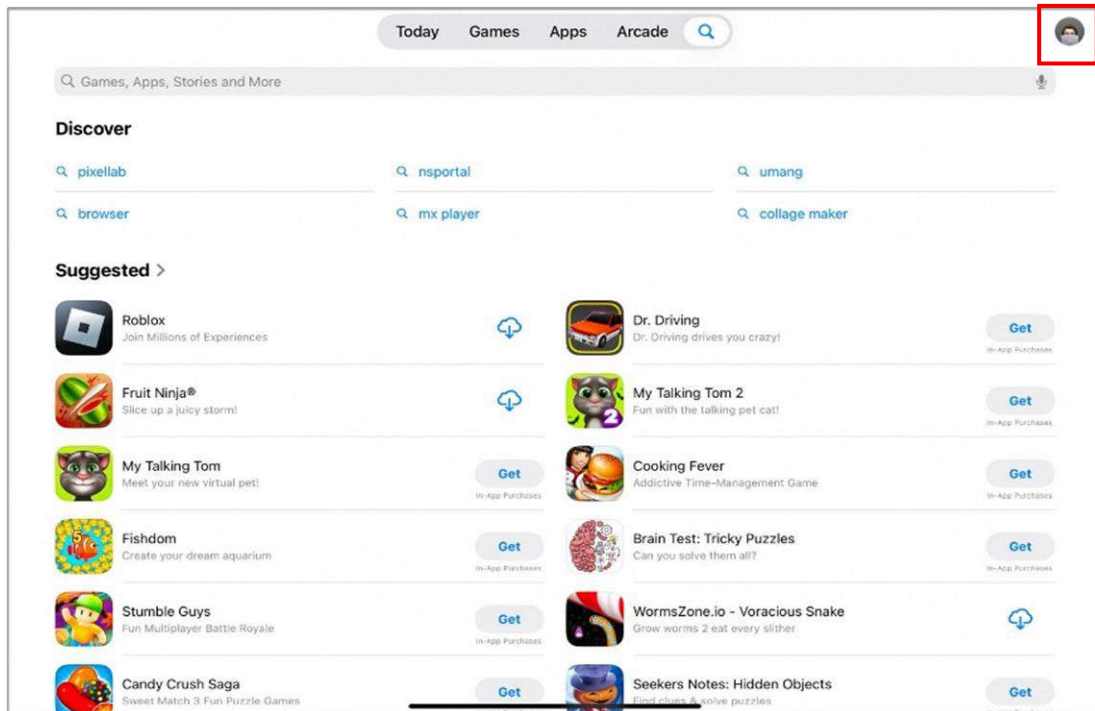 Today Games Apps Arcade
Games, Apps, Stories and More
Discover
pixellab nsportal umang
browser mx player collage maker
Suggested
Roblox
Join Millions of Experiences
Dr. Driving
Dr. Driving drives you crazy!
Get
In-App Purchases
Fruit Ninja®
Slice up a juicy storm!
2
My Talking Tom 2
Fun with the talking pet cat!
Get
In-App Purchases
My Talking Tom
Meet your new virtual pet!
Get
In-App Purchases
Cooking Fever
Addictive Time-Management Game
Get
In-App Purchases
5
Fishdom
Create your dream aquarium
Get
In-App Purchases
Brain Test: Tricky Puzzles
Can you solve them all?
Get
In-App Purchases
Stumble Guys
Fun Multiplayer Battle Royale
Get
In-App Purchases
WormsZone.io - Voracious Snake
Grow worms 2 eat every slither
Candy Crush Saga
Sweet Match 3 Fun Puzzle Games
Get
Seekers Notes: Hidden Objects
Find clues & solve puzzles
Get